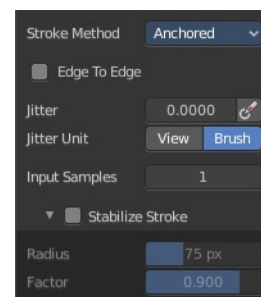 Stroke Method Anchored
Edge To Edge
Jitter 0.0000
Jitter Unit View Brush
Input Samples 1
Stabilize Stroke
Radius 75 px
Factor 0.900